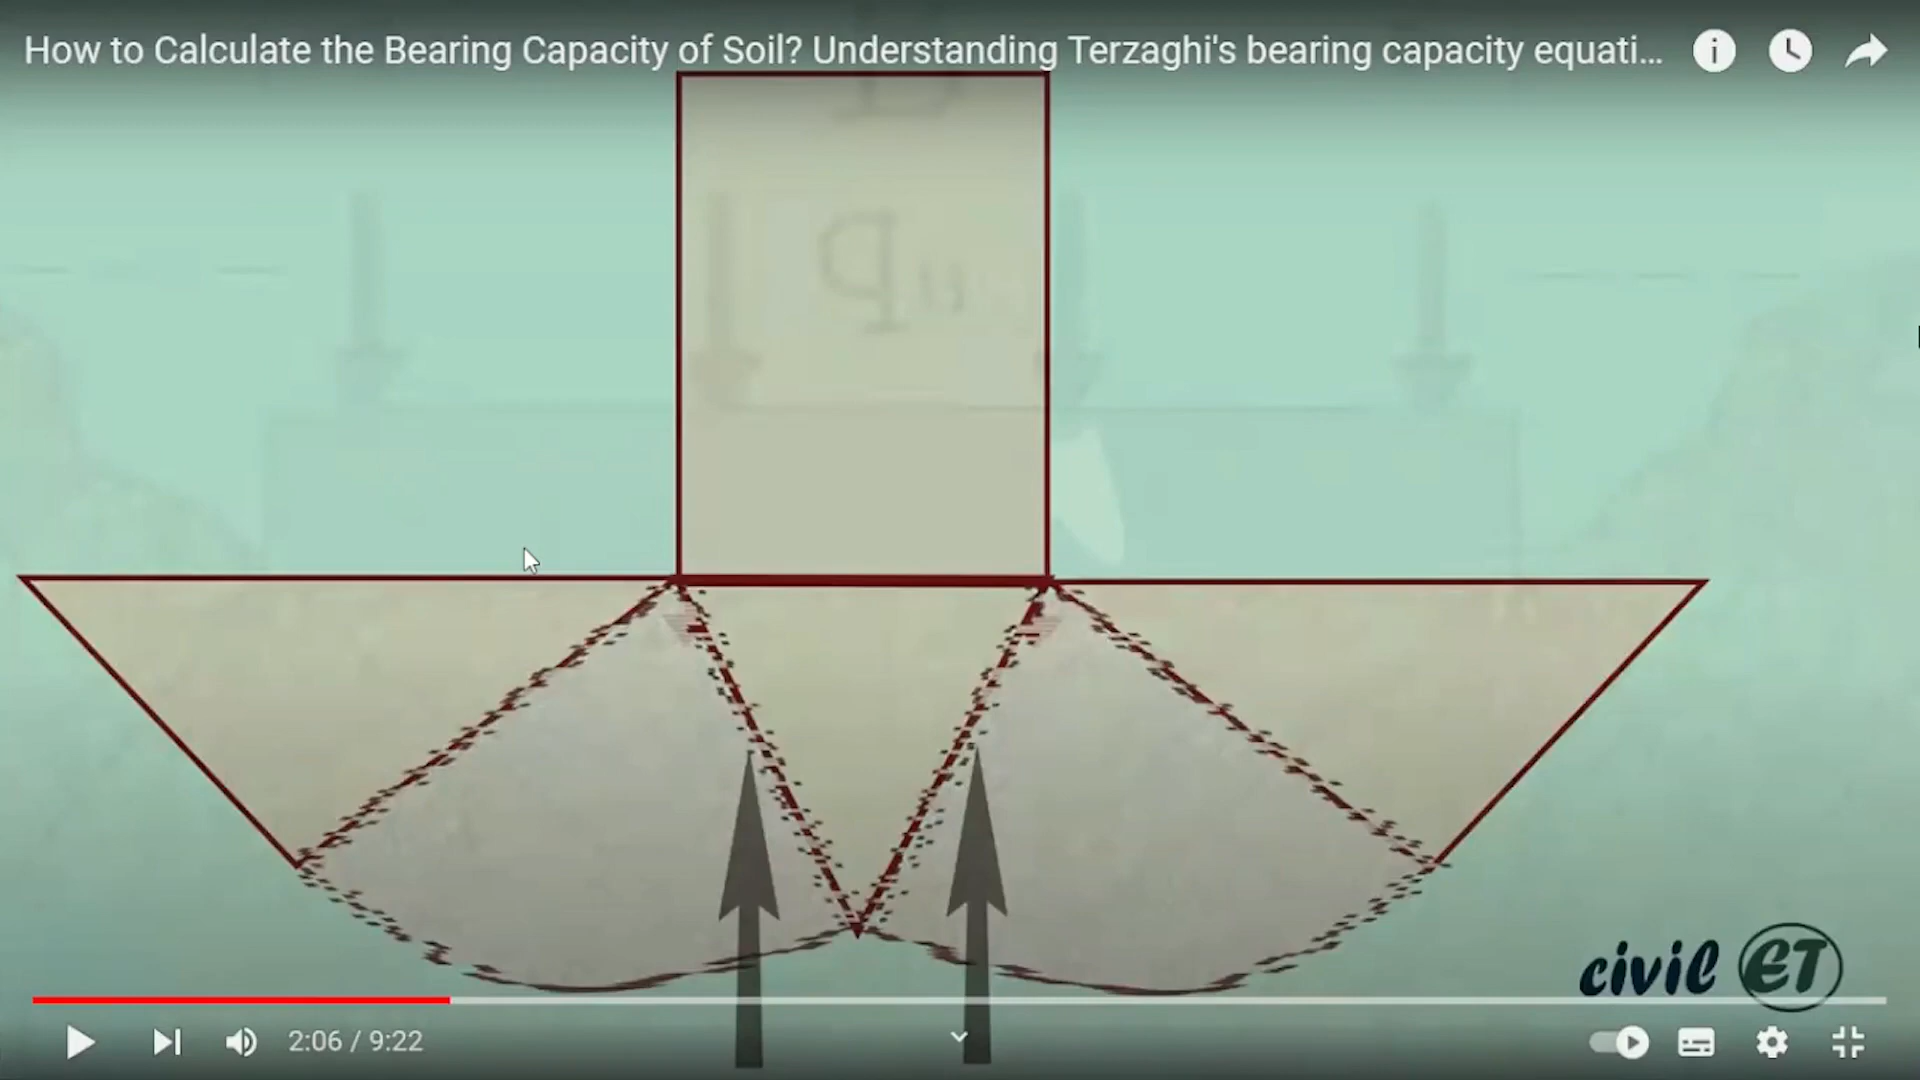 How to Calculate the Bearing Capacity of Soil? Understanding Terzaghi's bearing capacity equati...
qu
civil ET
2:06 / 9:22